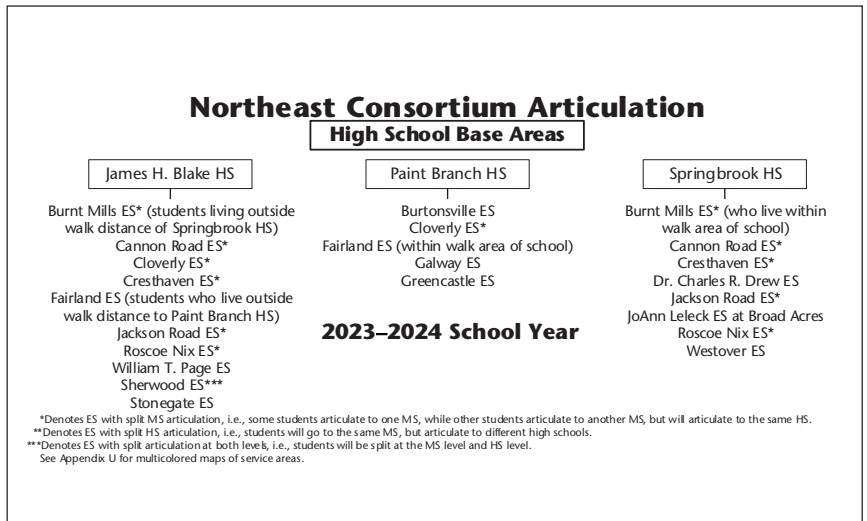 Northeast Consortium Articulation
High School Base Areas
James H. Blake HS
Burnt Mills ES* (students living outside
walk distance of Springbrook HS)
Cannon Road ES*
Cloverly ES*
Cresthaven ES*
Fairland ES (students who live outside
walk distance to Paint Branch HS)
Jackson Road ES*
Roscoe Nix ES*
William T. Page ES
Sherwood ES***
Stonegate ES
Paint Branch HS
Burtonsville ES
Cloverly ES*
Fairland ES (within walk area of school)
Galway ES
Greencastle ES
2023–2024 School Year
Springbrook HS
Burnt Mills ES* (who live within
walk area of school)
Cannon Road ES*
Cresthaven ES*
Dr. Charles R. Drew ES
Jackson Road ES*
JoAnn Leleck ES at Broad Acres
Roscoe Nix ES*
Westover ES
*Denotes ES with split MS articulation, i.e., some students articulate to one MS, while other students articulate to another MS, but will articulate to the same HS.
**Denotes ES with split HS articulation, i.e., students will go to the same MS, but articulate to different high schools.
***Denotes ES with split articulation at both levels, i.e., students will be split at the MS level and HS level.
See Appendix U for multicolored maps of service areas.